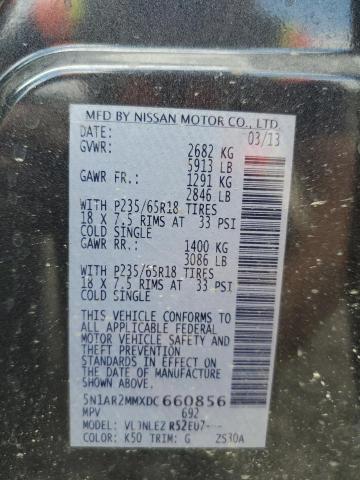 MFD BY NISSAN MOTOR CO., LTD
DATE: 03/13
GVWR: 2682 KG
5913 LB
GAWR FR.: 1291 KG
2846 LB
WITH P235/65R18 TIRES
18 X 7.5 RIMS AT 33 PSI
COLD SINGLE
GAWR RR.: 1400 KG
3086 LB
WITH P235/65R18 TIRES
18 X 7.5 RIMS AT 33 PSI
COLD SINGLE
THIS VEHICLE CONFORMS TO
ALL APPLICABLE FEDERAL
MOTOR VEHICLE SAFETY
AND THEFT PREVENTION
STANDARDS IN EFFECT ON
THE DATE OF MANUFACTURE
SHOWN ABOVE.
5N1AR2MMXDC660856
MPV 692
MODEL:
COLOR: K50 TRIM: G ZS30A